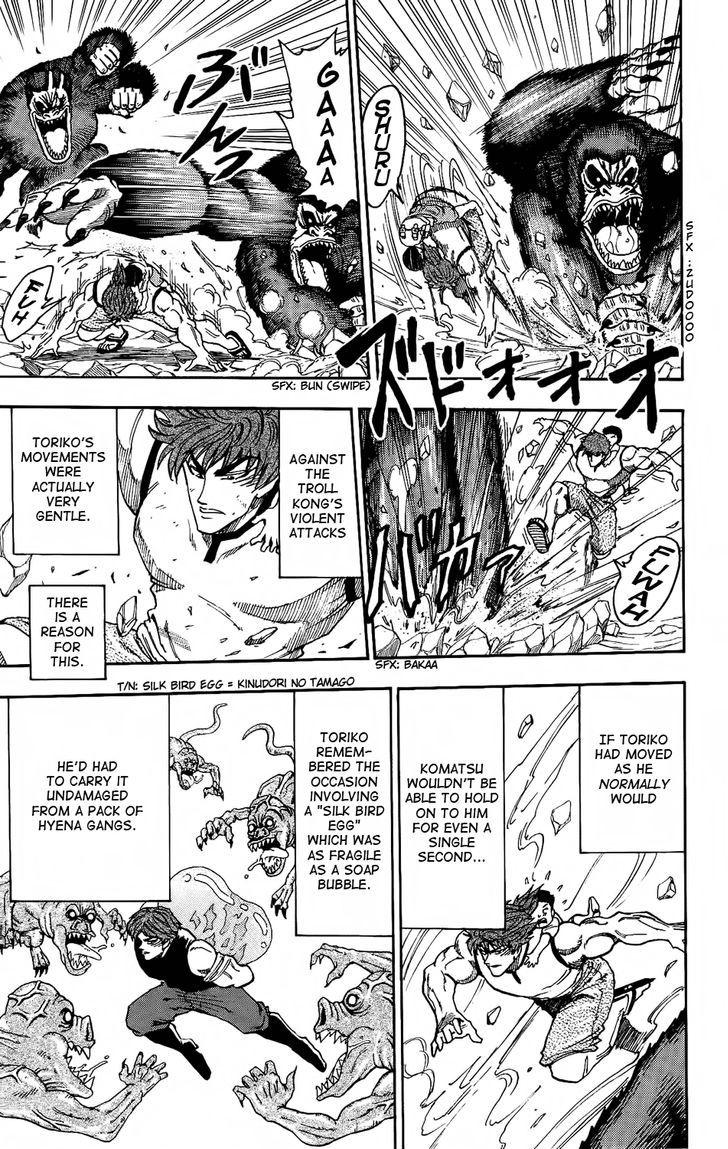 SHURU
ズドオオオ
SFX: ZUDOOOO
GAAAA
ぶんっ
FUH
SFX: BUN (SWIPE)
FUWAH
バカァ
SFX: BAKAA
AGAINST
THE
TROLL
KONG'S
VIOLENT
ATTACKS
TORIKO'S
MOVEMENTS
WERE
ACTUALLY
VERY
GENTLE.
THERE
IS A
REASON
FOR
THIS.
T/N: SILK BIRD EGG = KINUDORI NO TAMAGO
IF TORIKO
HAD MOVED
AS HE
NORMALLY
WOULD
KOMATSU
WOULDN'T BE
ABLE TO HOLD
ON TO HIM
FOR EVEN A
SINGLE
SECOND...
TORIKO
REMEM-
BERED THE
OCCASION
INVOLVING
A "SILK BIRD
EGG"
WHICH WAS
AS FRAGILE
AS A SOAP
BUBBLE.
HE'D HAD
TO CARRY IT
UNDAMAGED
FROM A PACK OF
HYENA GANGS.